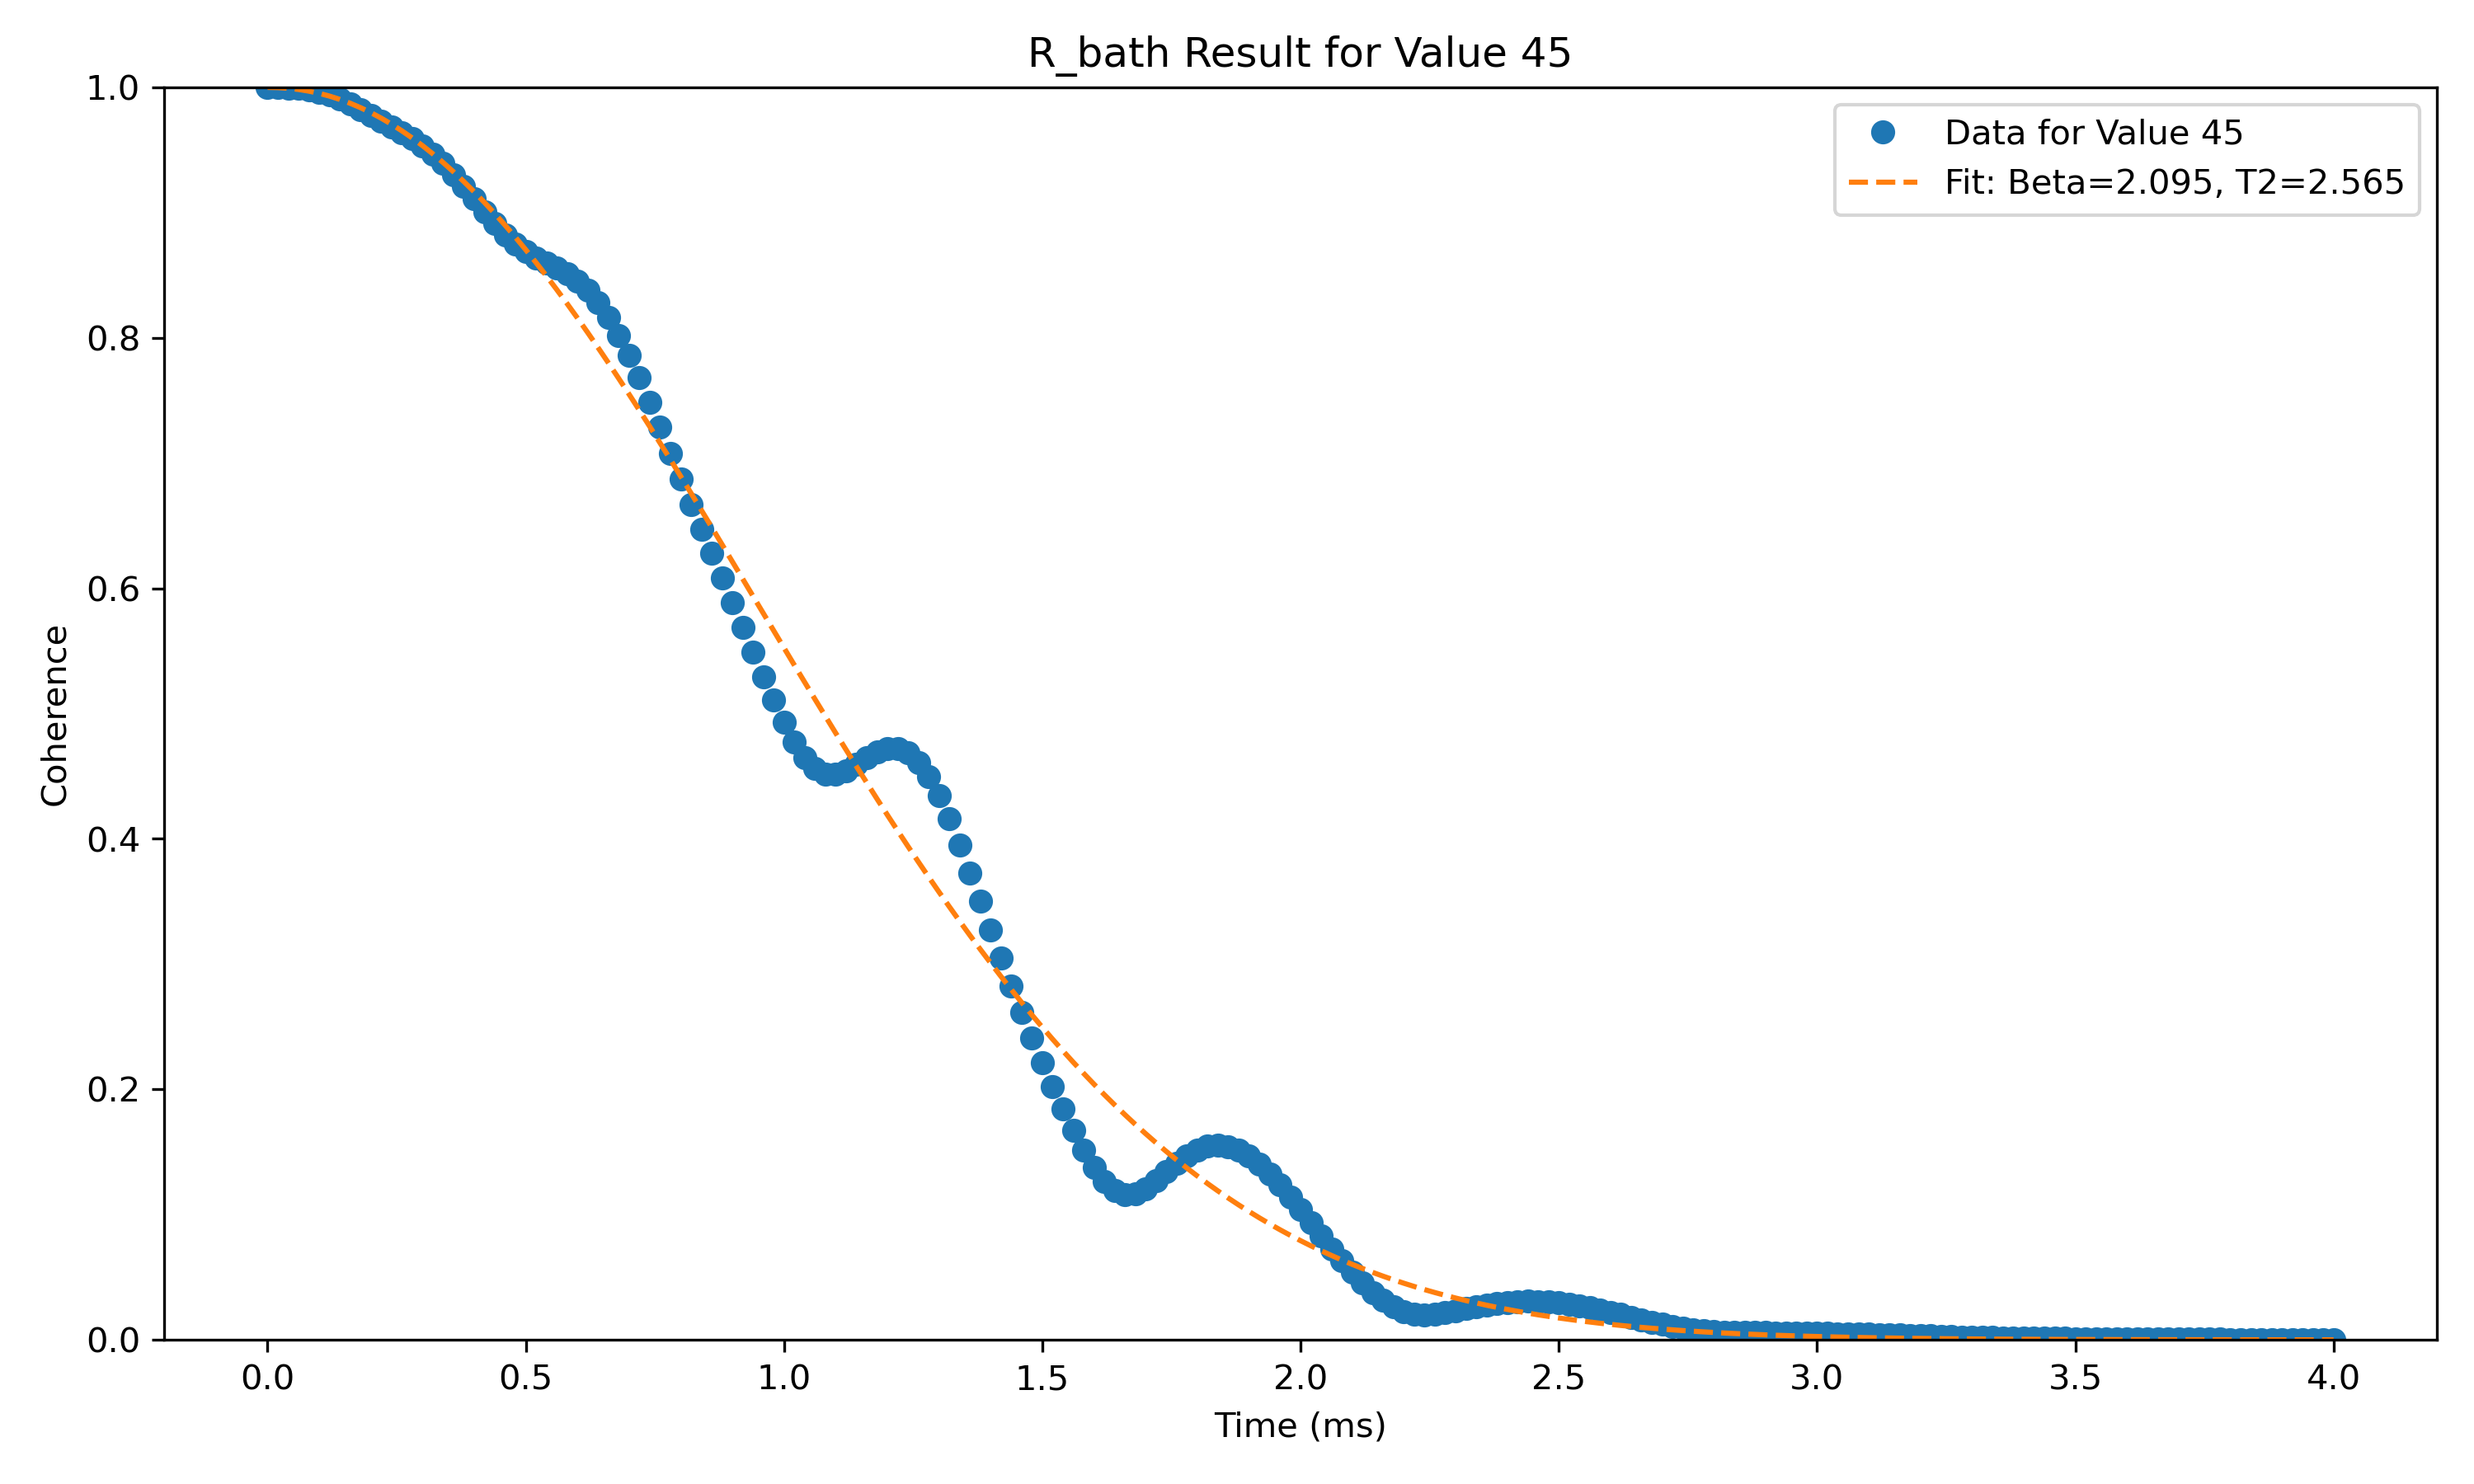 R_bath Result for Value 45
Data for Value 45
Fit: Beta=2.095, T2=2.565
Coherence
1.0
0.8
0.6
0.4
0.2
0.0
0.0 0.5 1.0 1.5 2.0 2.5 3.0 3.5 4.0
Time (ms)